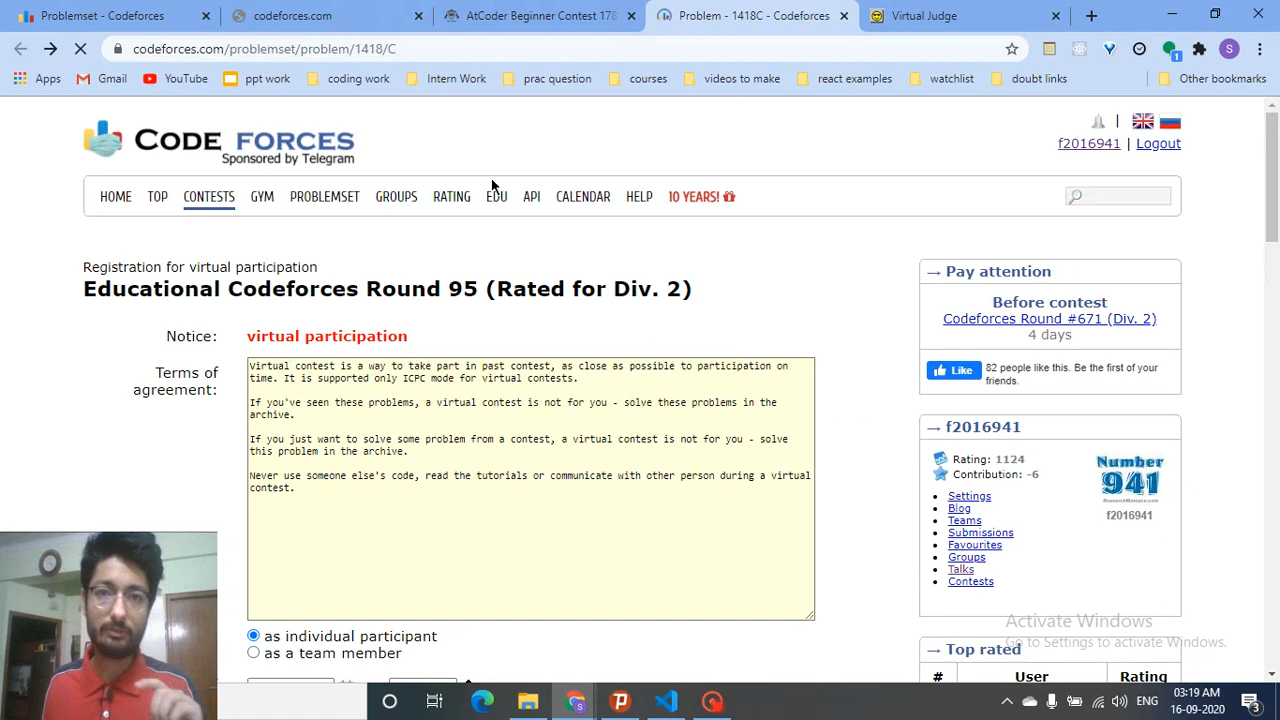 Problemset - Codeforces
codeforces.com
AtCoder Beginner Contest 178
Problem - 1418C - Codeforces
Virtual Judge
codeforces.com/problemset/problem/1418/C
S
1
Apps
Gmail
YouTube
ppt work
coding work
Intern Work
prac question
courses
videos to make
react examples
watchlist
doubt links
Other bookmarks
CODE FORCES
Sponsored by Telegram
f2016941 | Logout
HOME TOP CONTESTS GYM PROBLEMSET GROUPS RATING EDU API CALENDAR HELP 10 YEARS!
Registration for virtual participation
Educational Codeforces Round 95 (Rated for Div. 2)
Notice: virtual participation
Terms of
agreement:
Virtual contest is a way to take part in past contest, as close as possible to participation on
time. It is supported only ICPC mode for virtual contests.
If you've seen these problems, a virtual contest is not for you - solve these problems in the
archive.
If you just want to solve some problem from a contest, a virtual contest is not for you - solve
this problem in the archive.
Never use someone else's code, read the tutorials or communicate with other person during a virtual
contest.
as individual participant
as a team member
→ Pay attention
Before contest
Codeforces Round #671 (Div. 2)
4 days
Like
82 people like this. Be the first of your
friends.
→ f2016941
Rating: 1124
Contribution: -6
Settings
Blog
Teams
Submissions
Favourites
Groups
Talks
Contests
Number
941
f2016941
Activate Windows
Go to Settings to activate Windows.
→ Top rated
# User Rating
ENG
03:19 AM
16-09-2020
3